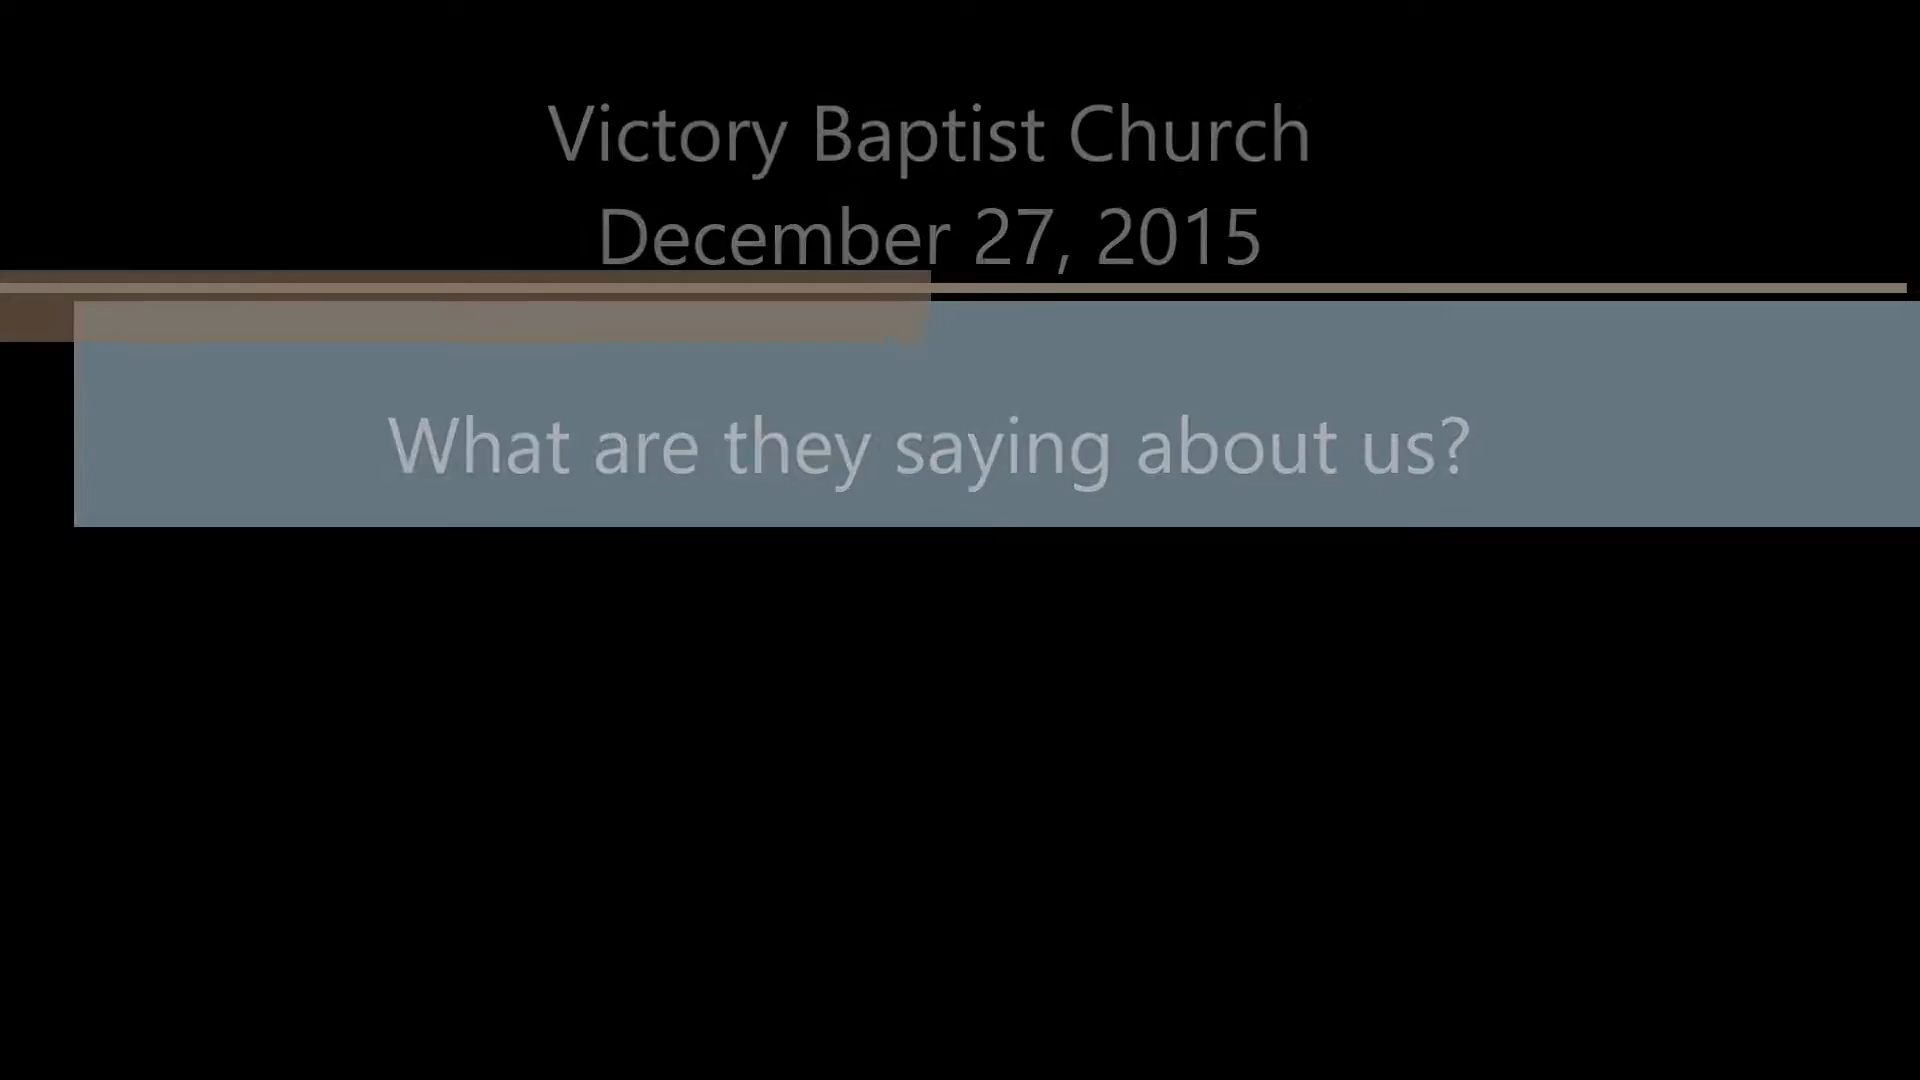 Victory Baptist Church
December 27, 2015
What are they saying about us?